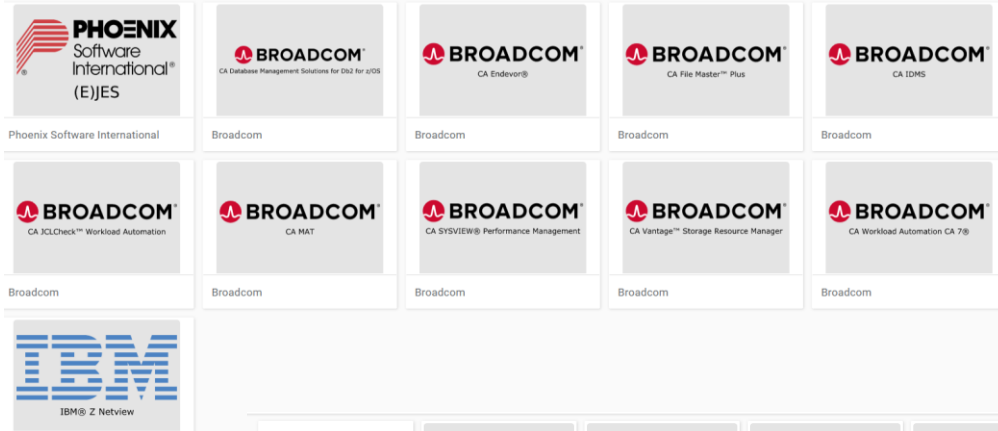 PHOENIX
Software
International®
(E)JES
Phoenix Software International
BROADCOM®
CA Database Management Solutions for Db2 for z/OS
Broadcom
BROADCOM®
CA Endevor®
Broadcom
BROADCOM®
CA File Master™ Plus
Broadcom
BROADCOM®
CA IDMS
Broadcom
BROADCOM®
CA JCLCheck™ Workload Automation
Broadcom
BROADCOM®
CA MAT
Broadcom
BROADCOM®
CA SYSVIEW® Performance Management
Broadcom
BROADCOM®
CA Vantage™ Storage Resource Manager
Broadcom
BROADCOM®
CA Workload Automation CA 7®
Broadcom
IBM
IBM® Z Netview